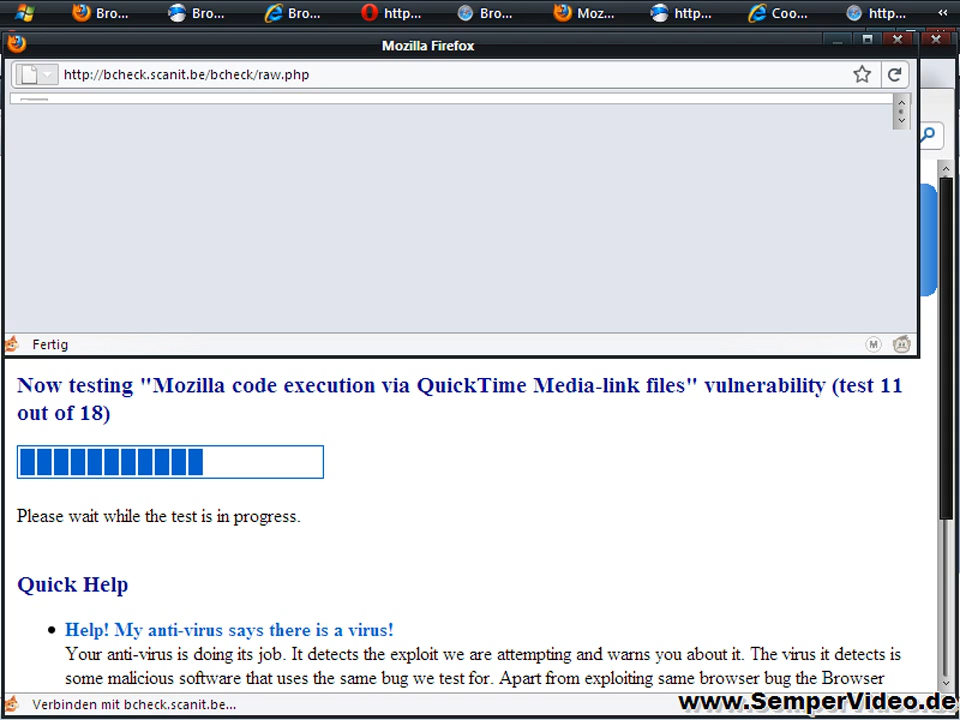 Bro... Bro... Bro... http... Bro... Moz... http... Coo... http... «
Mozilla Firefox
http://bcheck.scanit.be/bcheck/raw.php
Fertig
M
Now testing "Mozilla code execution via QuickTime Media-link files" vulnerability (test 11
out of 18)
Please wait while the test is in progress.
Quick Help
Help! My anti-virus says there is a virus!
Your anti-virus is doing its job. It detects the exploit we are attempting and warns you about it. The virus it detects is
some malicious software that uses the same bug we test for. Apart from exploiting same browser bug the Browser
Verbinden mit bcheck.scanit.be...
www.SemperVideo.de